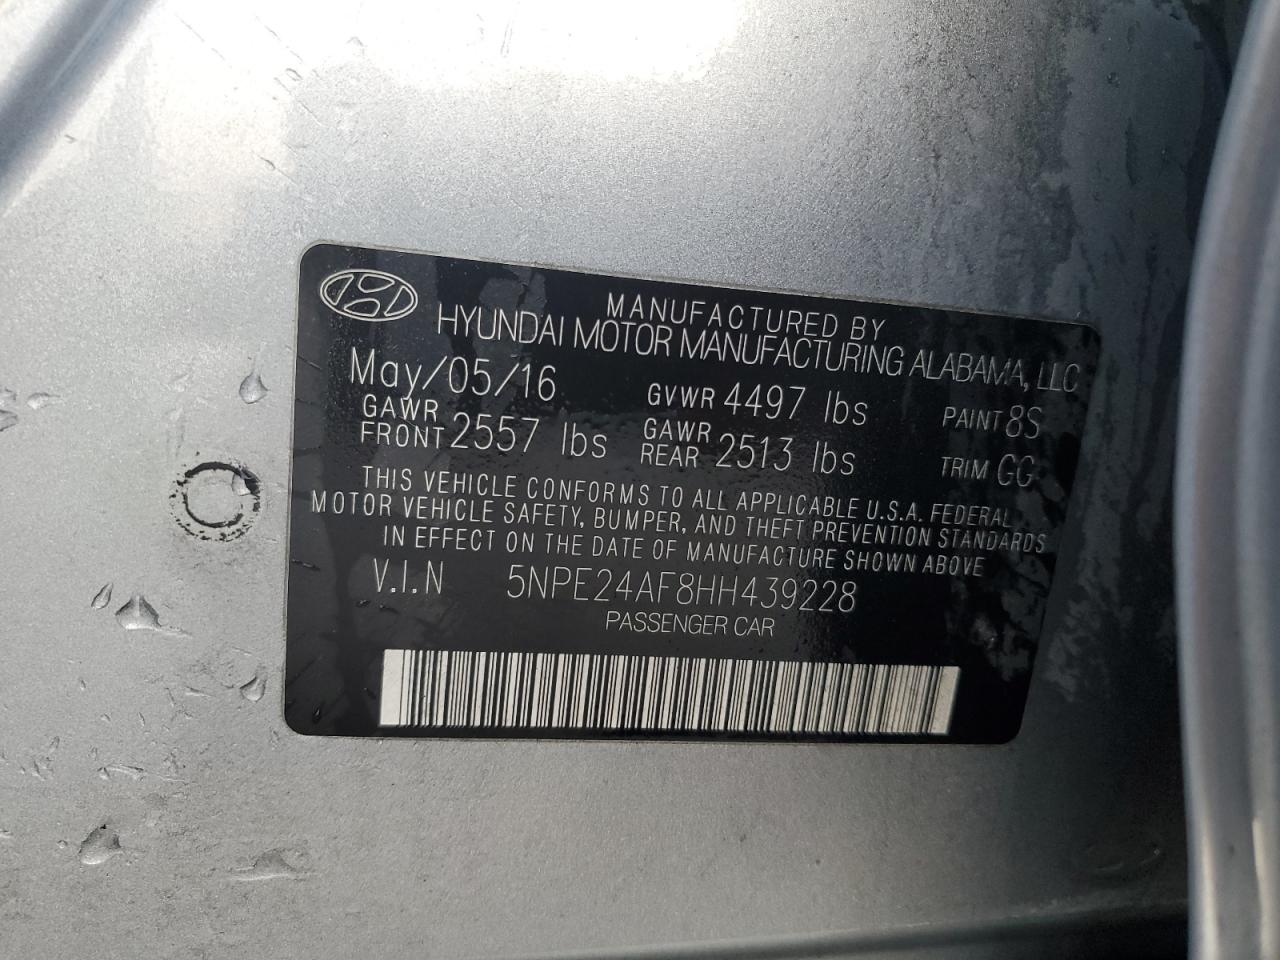 MANUFACTURED BY
HYUNDAI MOTOR MANUFACTURING ALABAMA, LLC
May/05/16 GVWR 4497 lbs PAINT 8S
GAWR FRONT 2557 lbs GAWR REAR 2513 lbs TRIM GG
THIS VEHICLE CONFORMS TO ALL APPLICABLE U.S.A. FEDERAL
MOTOR VEHICLE SAFETY, BUMPER, AND THEFT PREVENTION STANDARDS
IN EFFECT ON THE DATE OF MANUFACTURE SHOWN ABOVE
V.I.N 5NPE24AF8HH439228
PASSENGER CAR